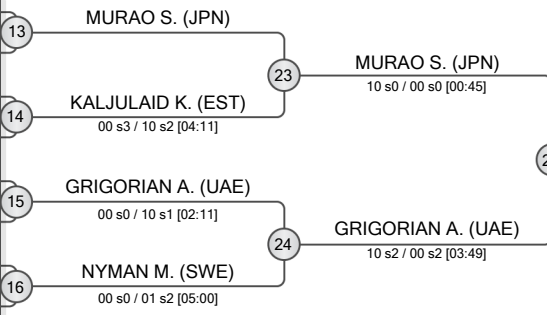 MURAO S. (JPN)
13
23
MURAO S. (JPN)
10 s0 / 00 s0 [00:45]
KALJULAID K. (EST)
14
00 s3 / 10 s2 [04:11]
GRIGORIAN A. (UAE)
15
00 s0 / 10 s1 [02:11]
24
GRIGORIAN A. (UAE)
10 s2 / 00 s2 [03:49]
NYMAN M. (SWE)
16
00 s0 / 01 s2 [05:00]